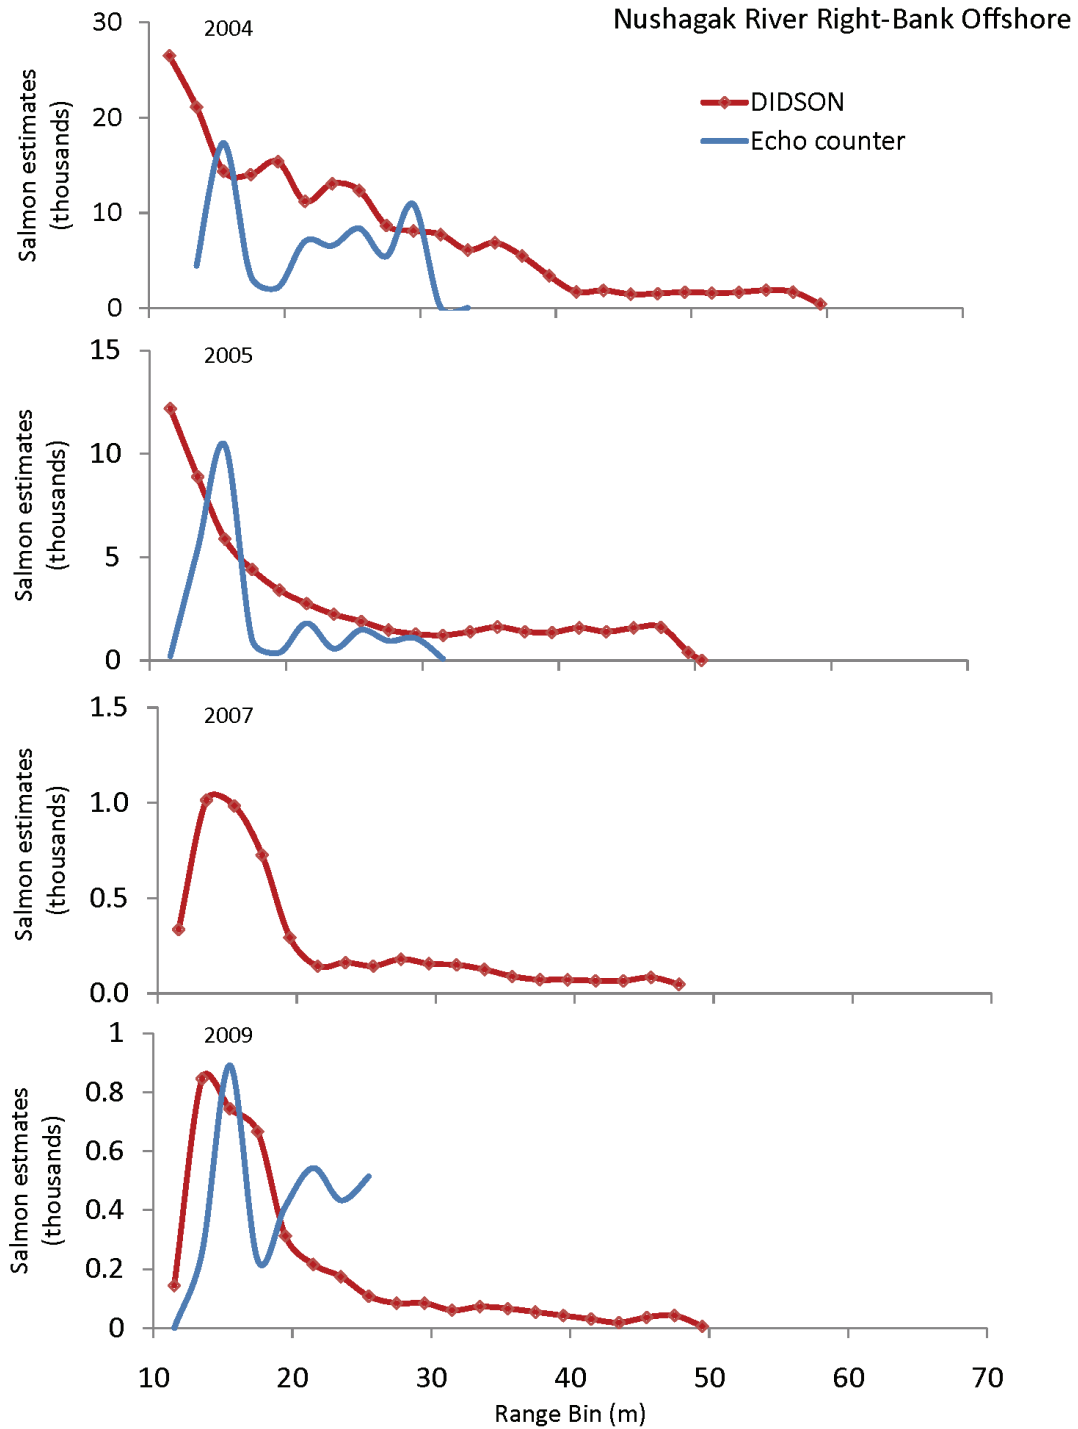 Nushagak River Right-Bank Offshore
2004
DIDSON
Echo counter
Salmon estimates
(thousands)
30
20
10
0
2005
Salmon estimates
(thousands)
15
10
5
0
2007
Salmon estimates
(thousands)
1.5
1.0
0.5
0.0
2009
Salmon estmates
(thousands)
1
0.8
0.6
0.4
0.2
0
10 20 30 40 50 60 70
Range Bin (m)